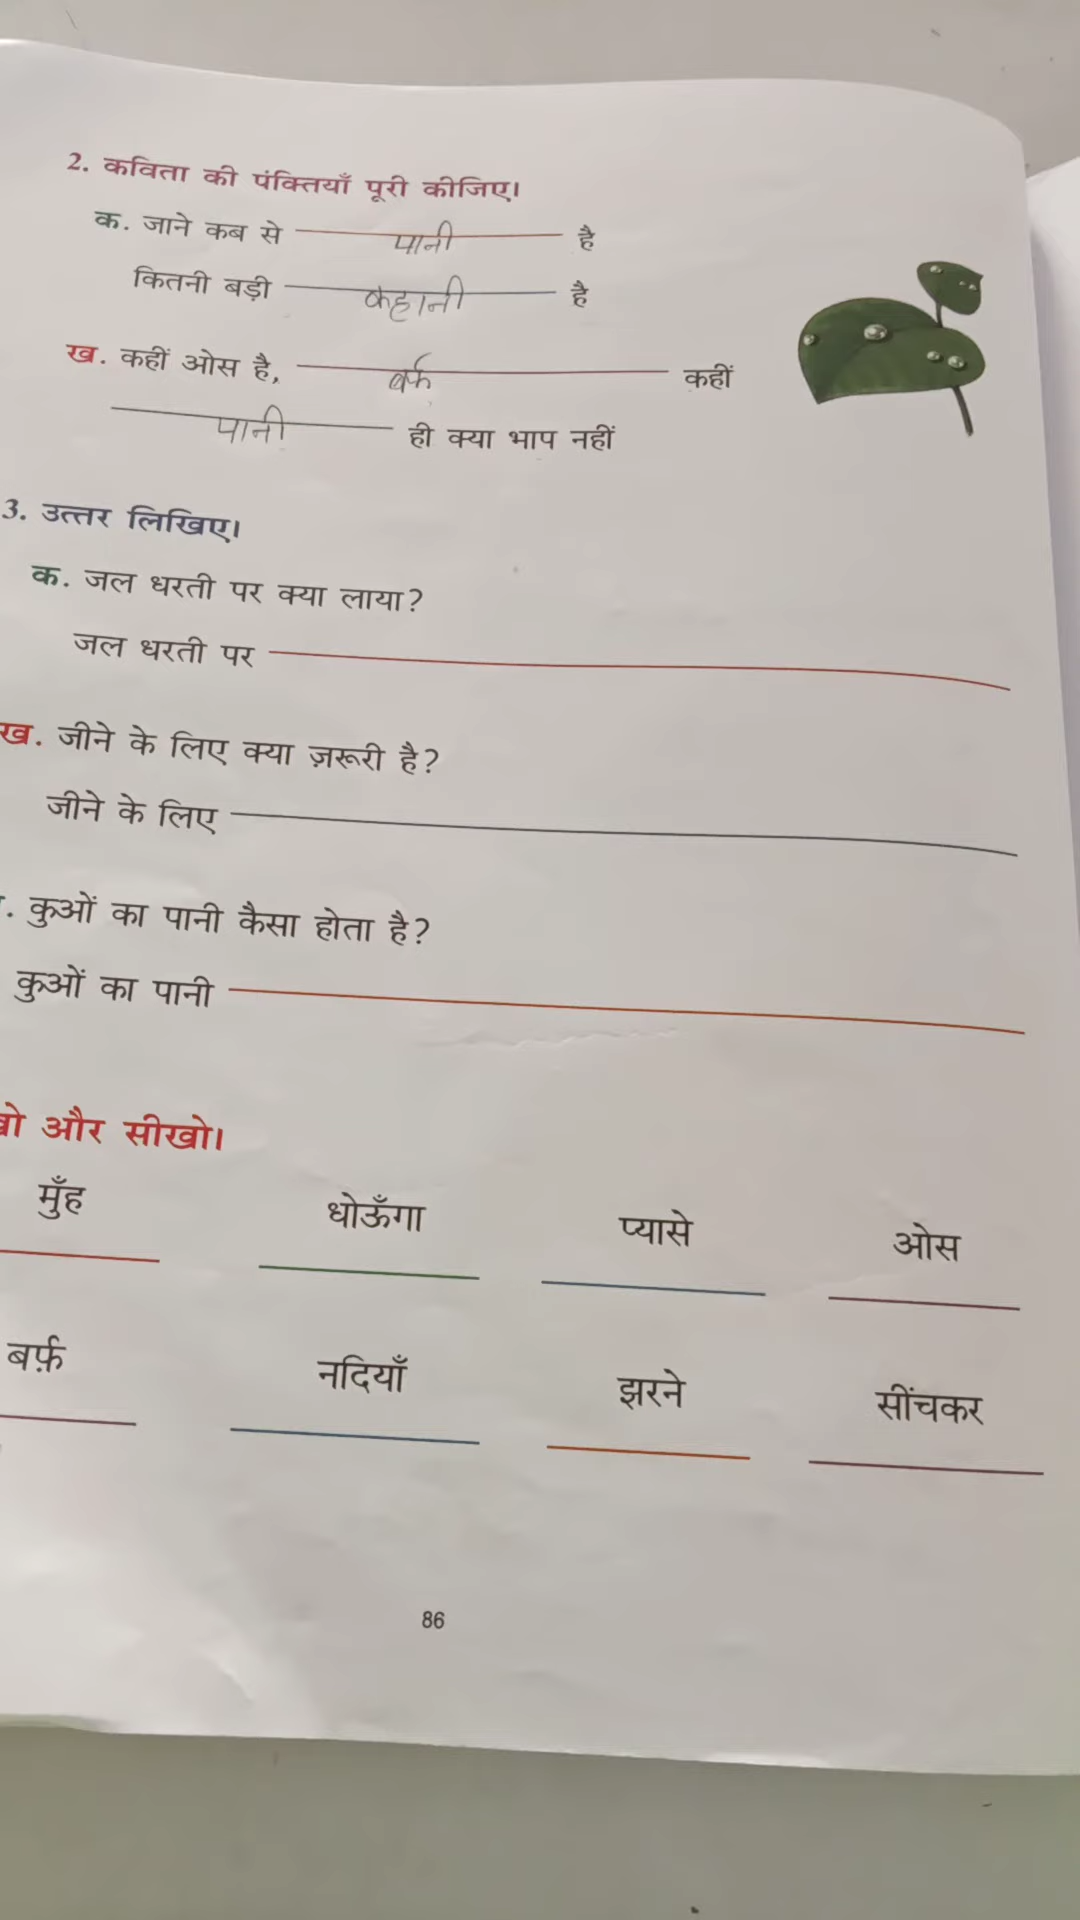 2. कविता की पंक्तियाँ पूरी कीजिए।
क. जाने कब से पानी है
कितनी बड़ी कहानी है
ख. कहीं ओस है, बर्फ कहीं
पानी ही क्या भाप नहीं
3. उत्तर लिखिए।
क. जल धरती पर क्या लाया?
जल धरती पर
ख. जीने के लिए क्या ज़रूरी है?
जीने के लिए
कुओं का पानी कैसा होता है?
कुओं का पानी
और सीखो।
मुँह धोऊँगा प्यासे ओस
बर्फ़ नदियाँ झरने सींचकर
86